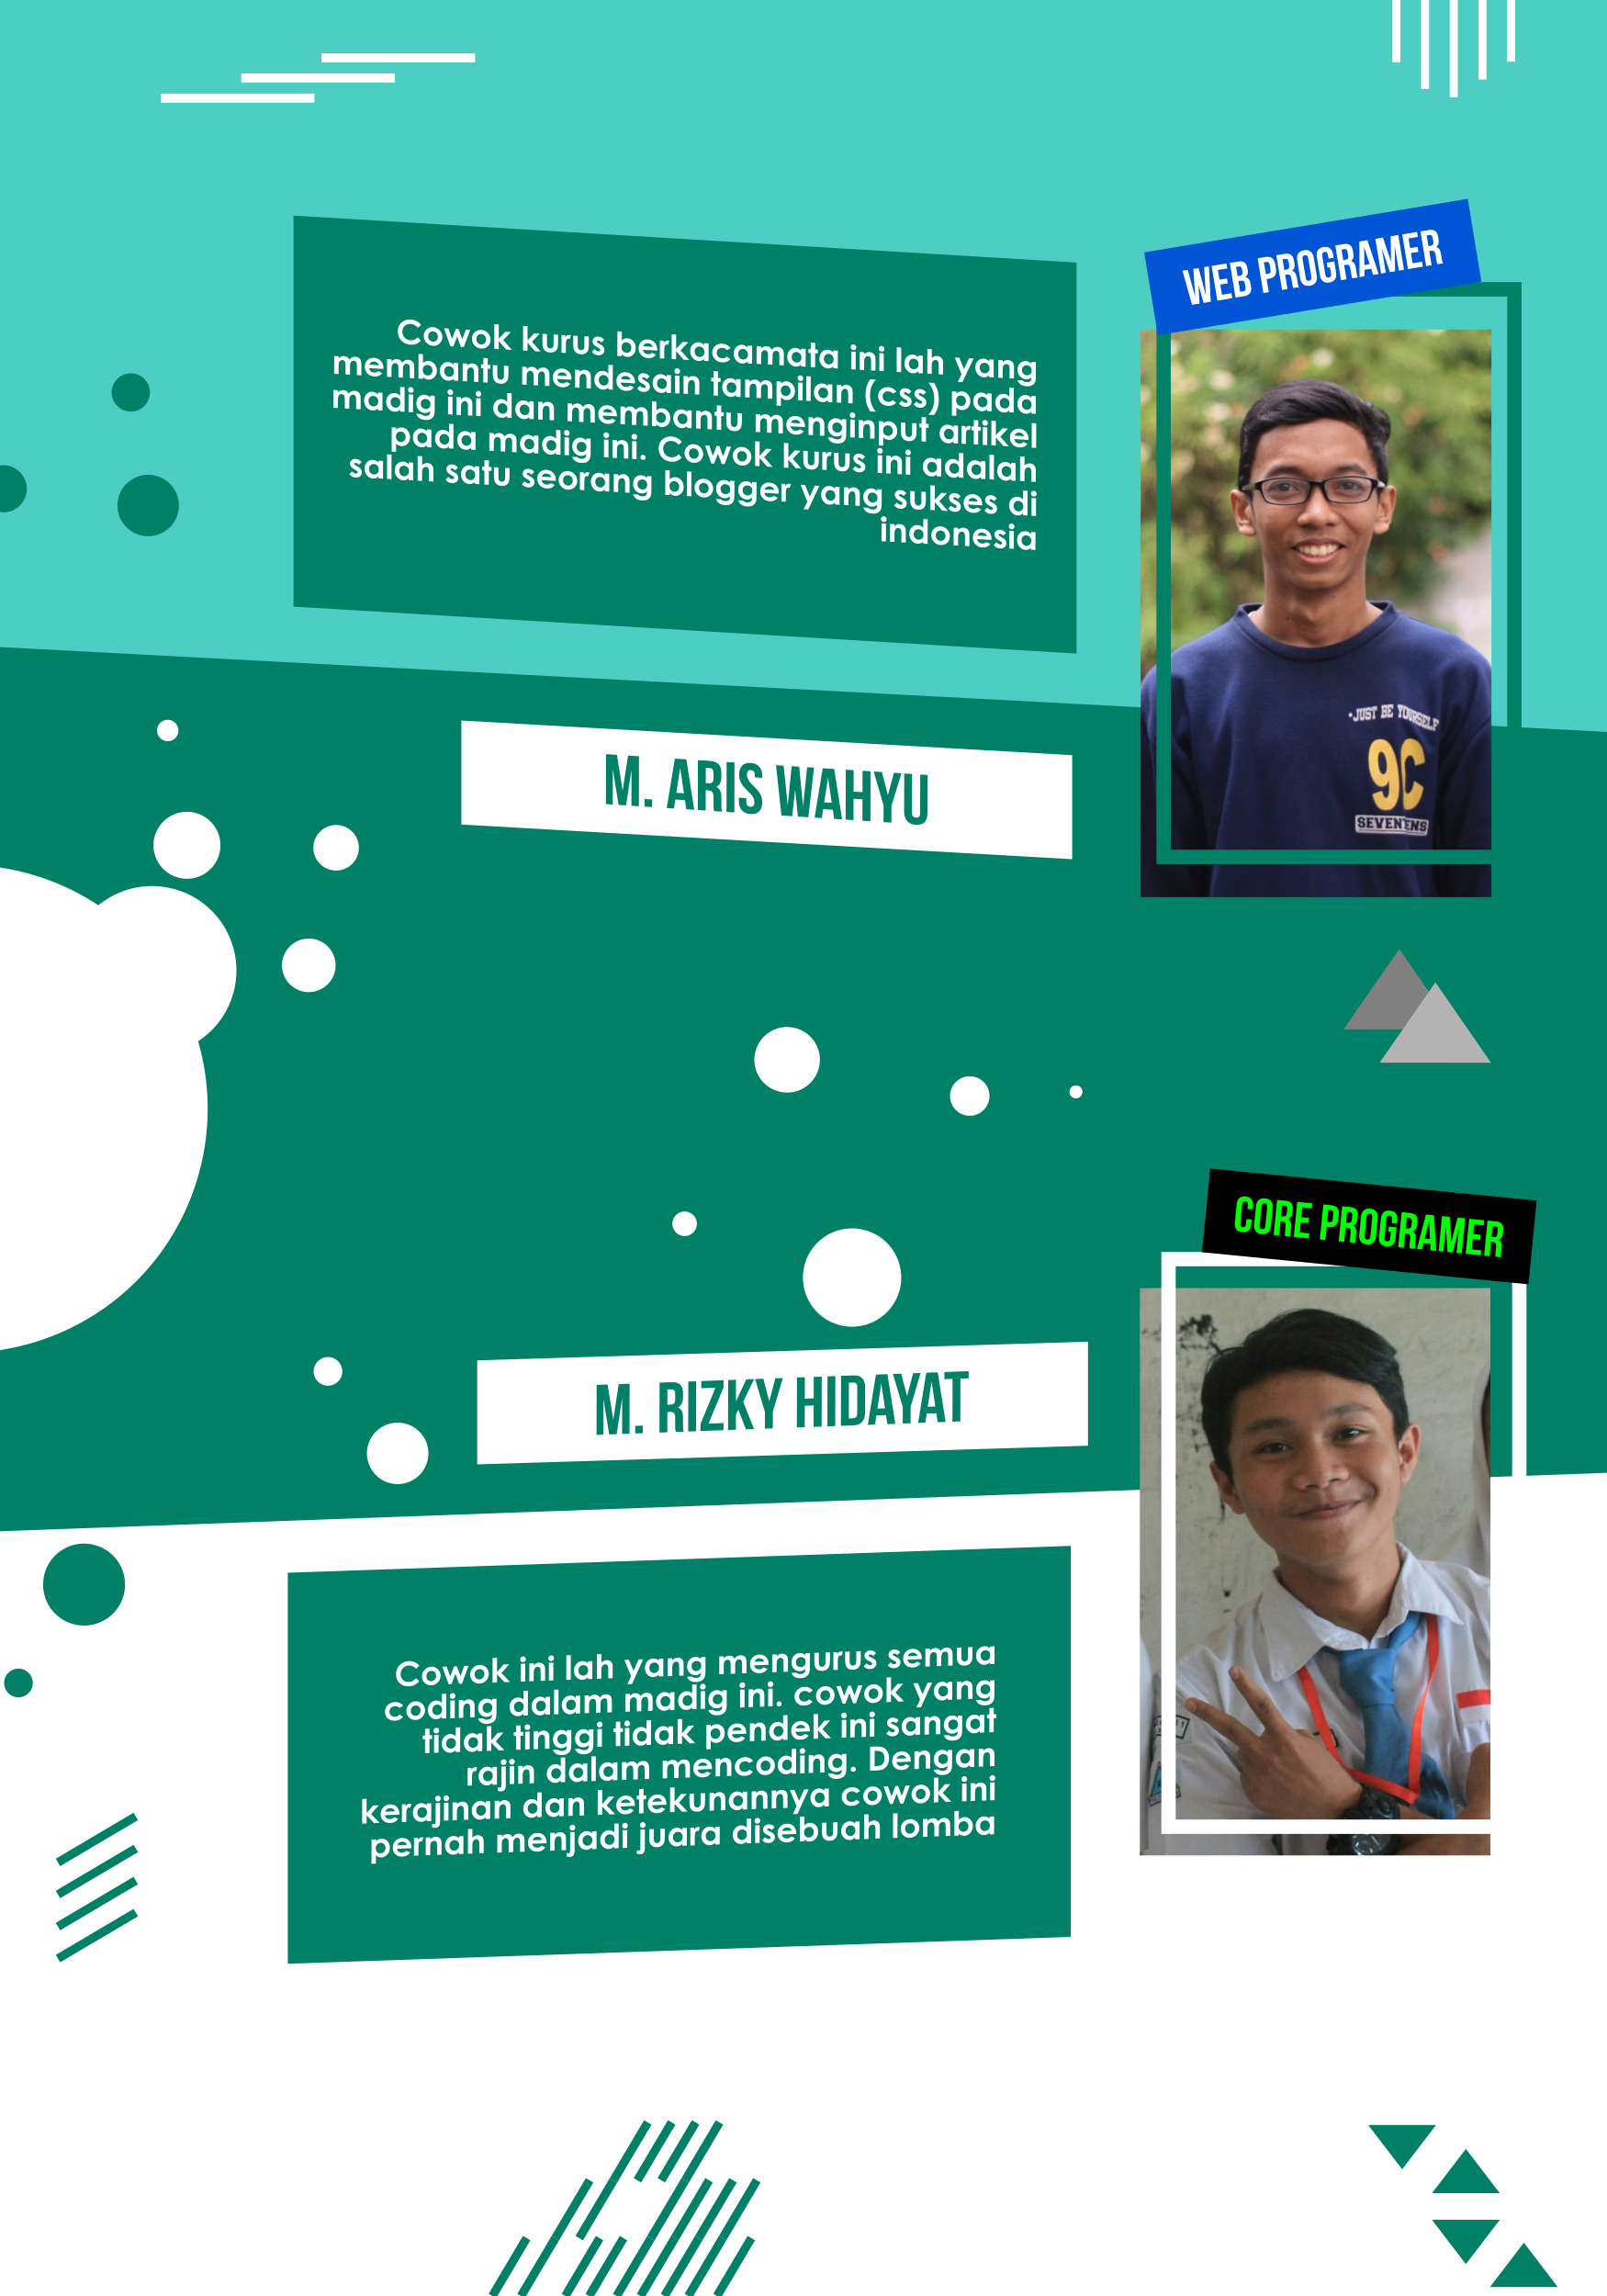 WEB PROGRAMER
Cowok kurus berkacamata ini lah yang
membantu mendesain tampilan (css) pada
madig ini dan membantu menginput artikel
pada madig ini. Cowok kurus ini adalah
salah satu seorang blogger yang sukses di
indonesia
• JUST BE YOURSELF
9C
SEVENTENS
M. ARIS WAHYU
CORE PROGRAMER
M. RIZKY HIDAYAT
Cowok ini lah yang mengurus semua
coding dalam madig ini. cowok yang
tidak tinggi tidak pendek ini sangat
rajin dalam mencoding. Dengan
kerajinan dan ketekunannya cowok ini
pernah menjadi juara disebuah lomba